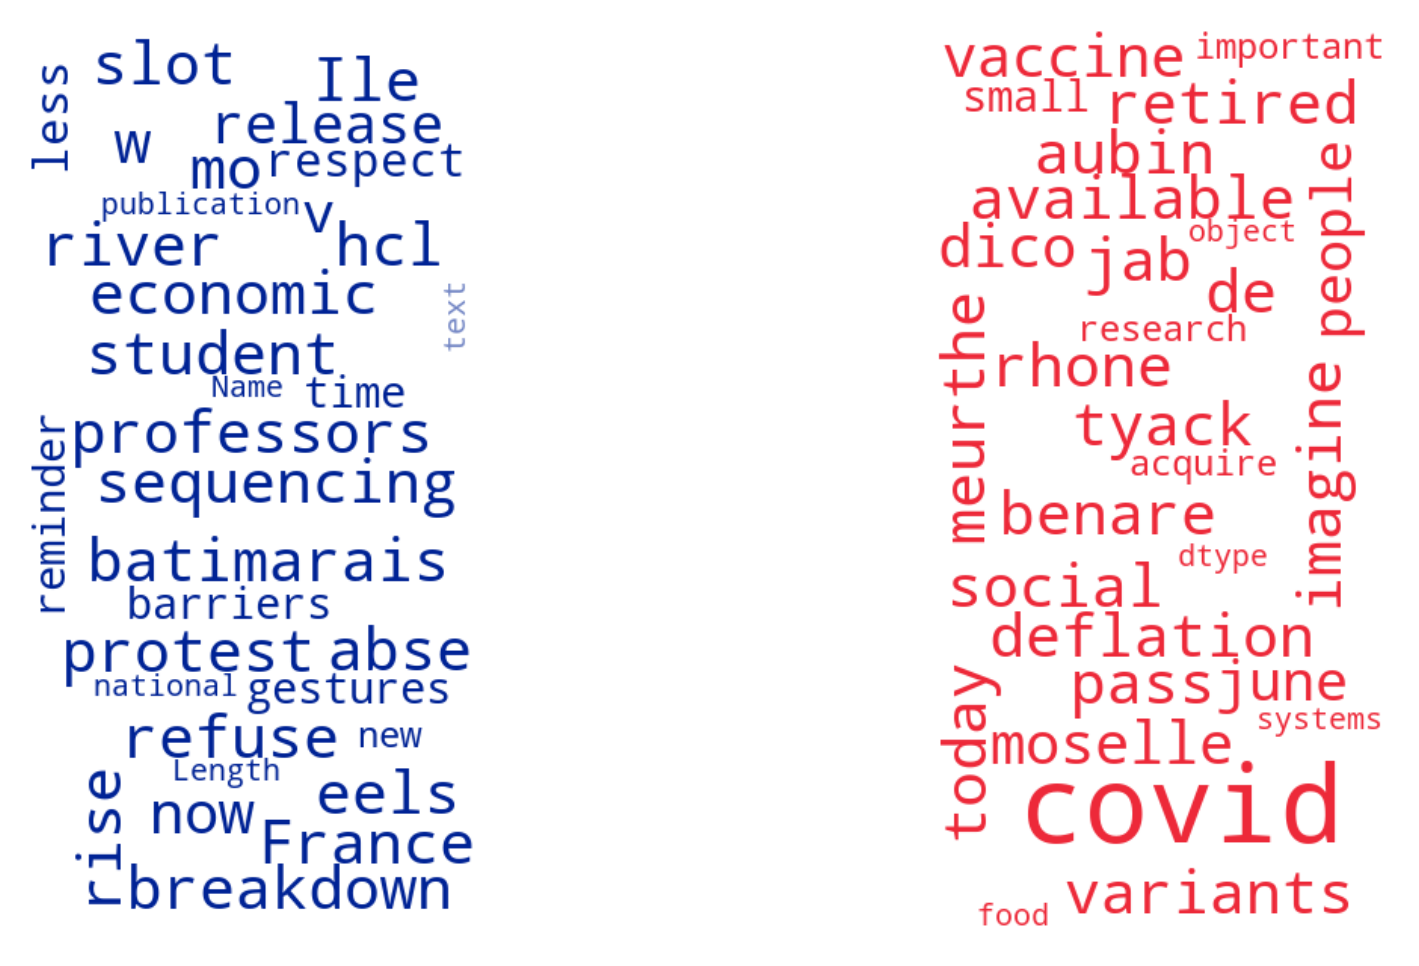 less
slot
Ile
release
w
mo
respect
publication
v
river
hcl
economic
text
student
Name
time
professors
reminder
sequencing
batimarais
barriers
protest
abse
national
gestures
refuse
new
Length
rise
now
eels
France
breakdown
vaccine
important
small
retired
aubin
people
available
object
dico
jab
de
research
meurthe
rhone
imagine
tyack
acquire
benare
dtype
social
deflation
pass
june
today
systems
moselle
covid
variants
food